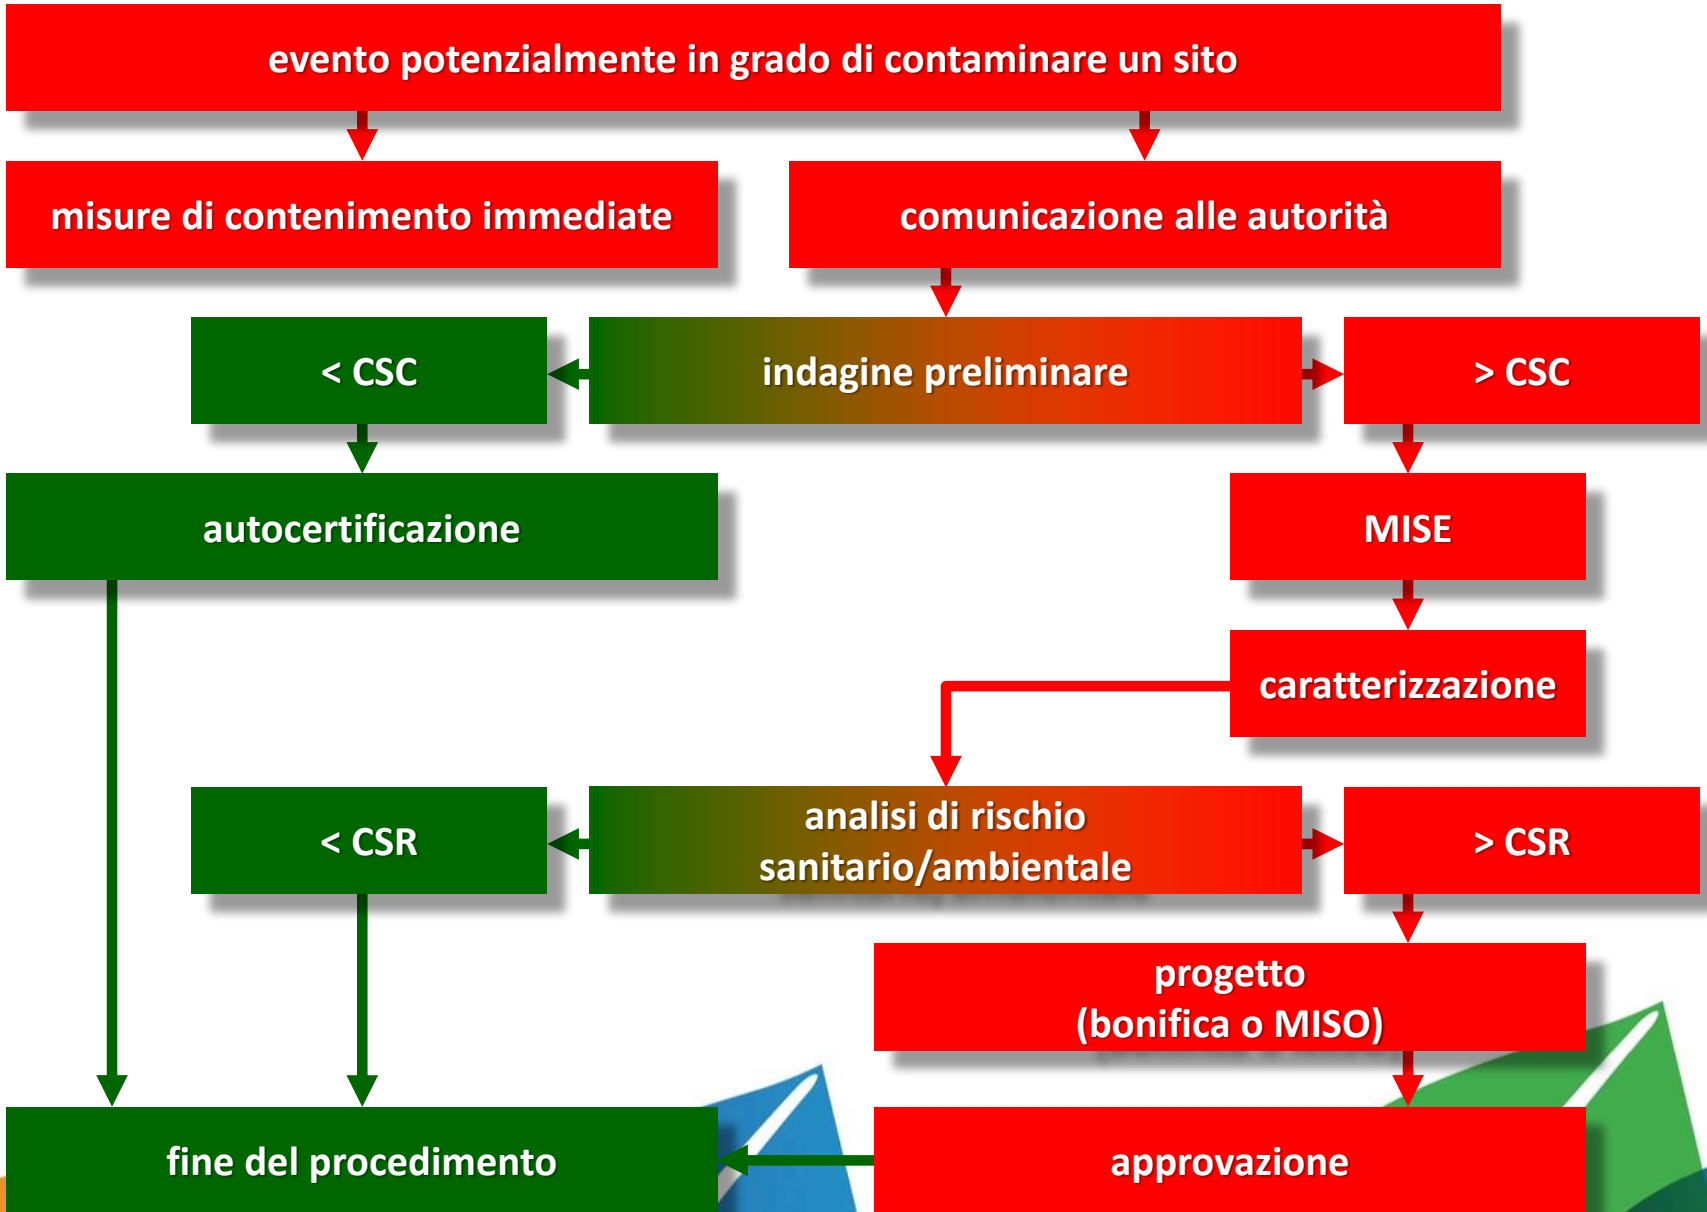 evento potenzialmente in grado di contaminare un sito
misure di contenimento immediate
comunicazione alle autorità
< CSC
indagine preliminare
> CSC
autocertificazione
MISE
caratterizzazione
< CSR
analisi di rischio
sanitario/ambientale
> CSR
progetto
(bonifica o MISO)
fine del procedimento
approvazione